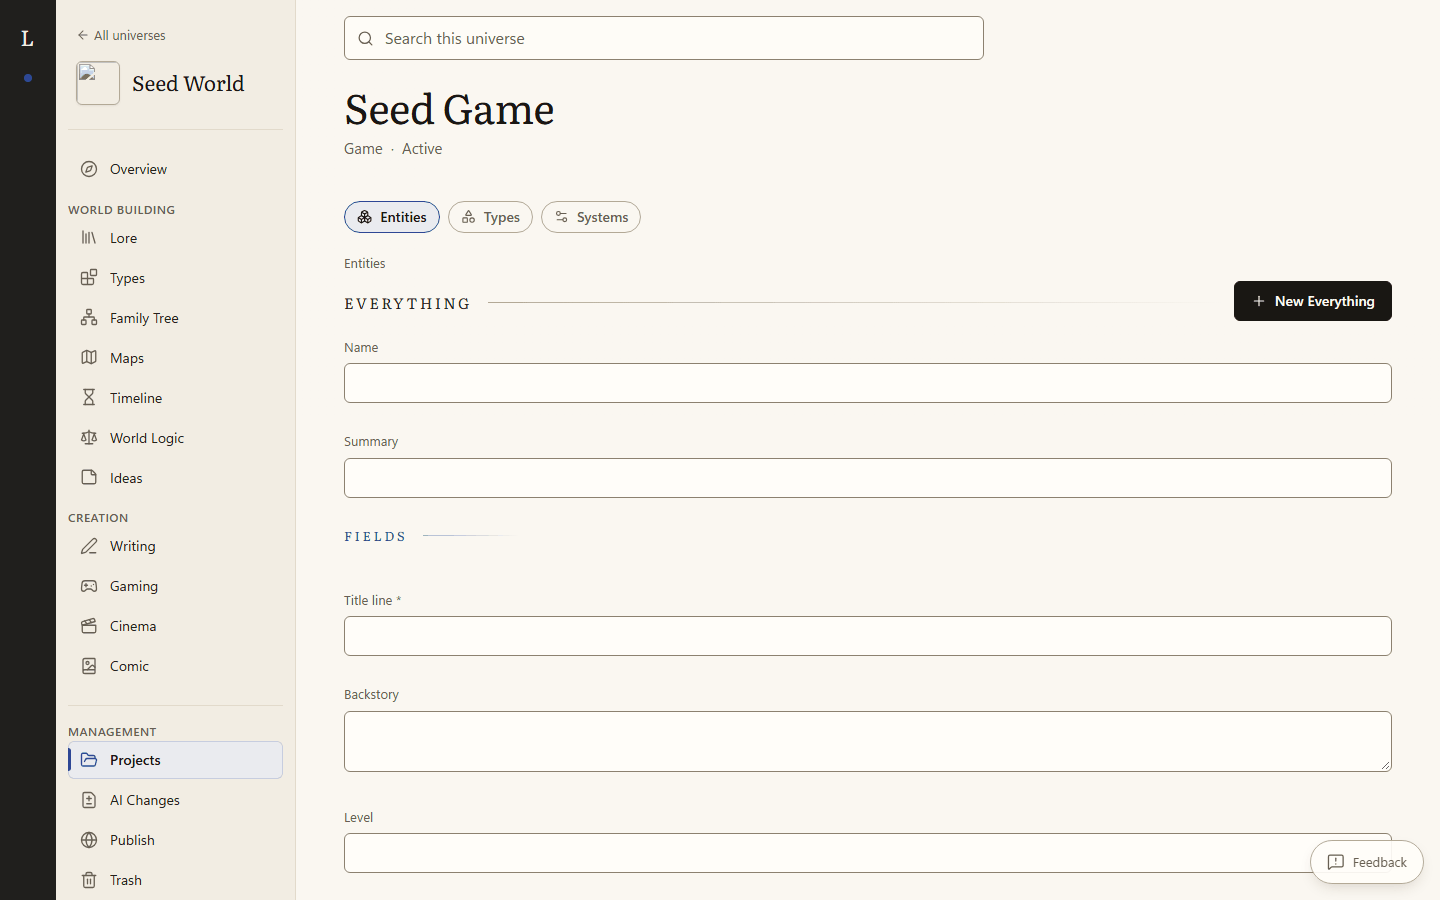 L
All universes
Seed World
Overview
WORLD BUILDING
Lore
Types
Family Tree
Maps
Timeline
World Logic
Ideas
CREATION
Writing
Gaming
Cinema
Comic
MANAGEMENT
Projects
AI Changes
Publish
Trash
Search this universe
Seed Game
Game · Active
Entities
Types
Systems
Entities
EVERYTHING
New Everything
Name
Summary
FIELDS
Title line *
Backstory
Level
Feedback